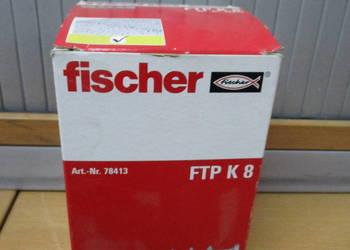 fischer
fischer
Art.-Nr. 78413
FTP K 8